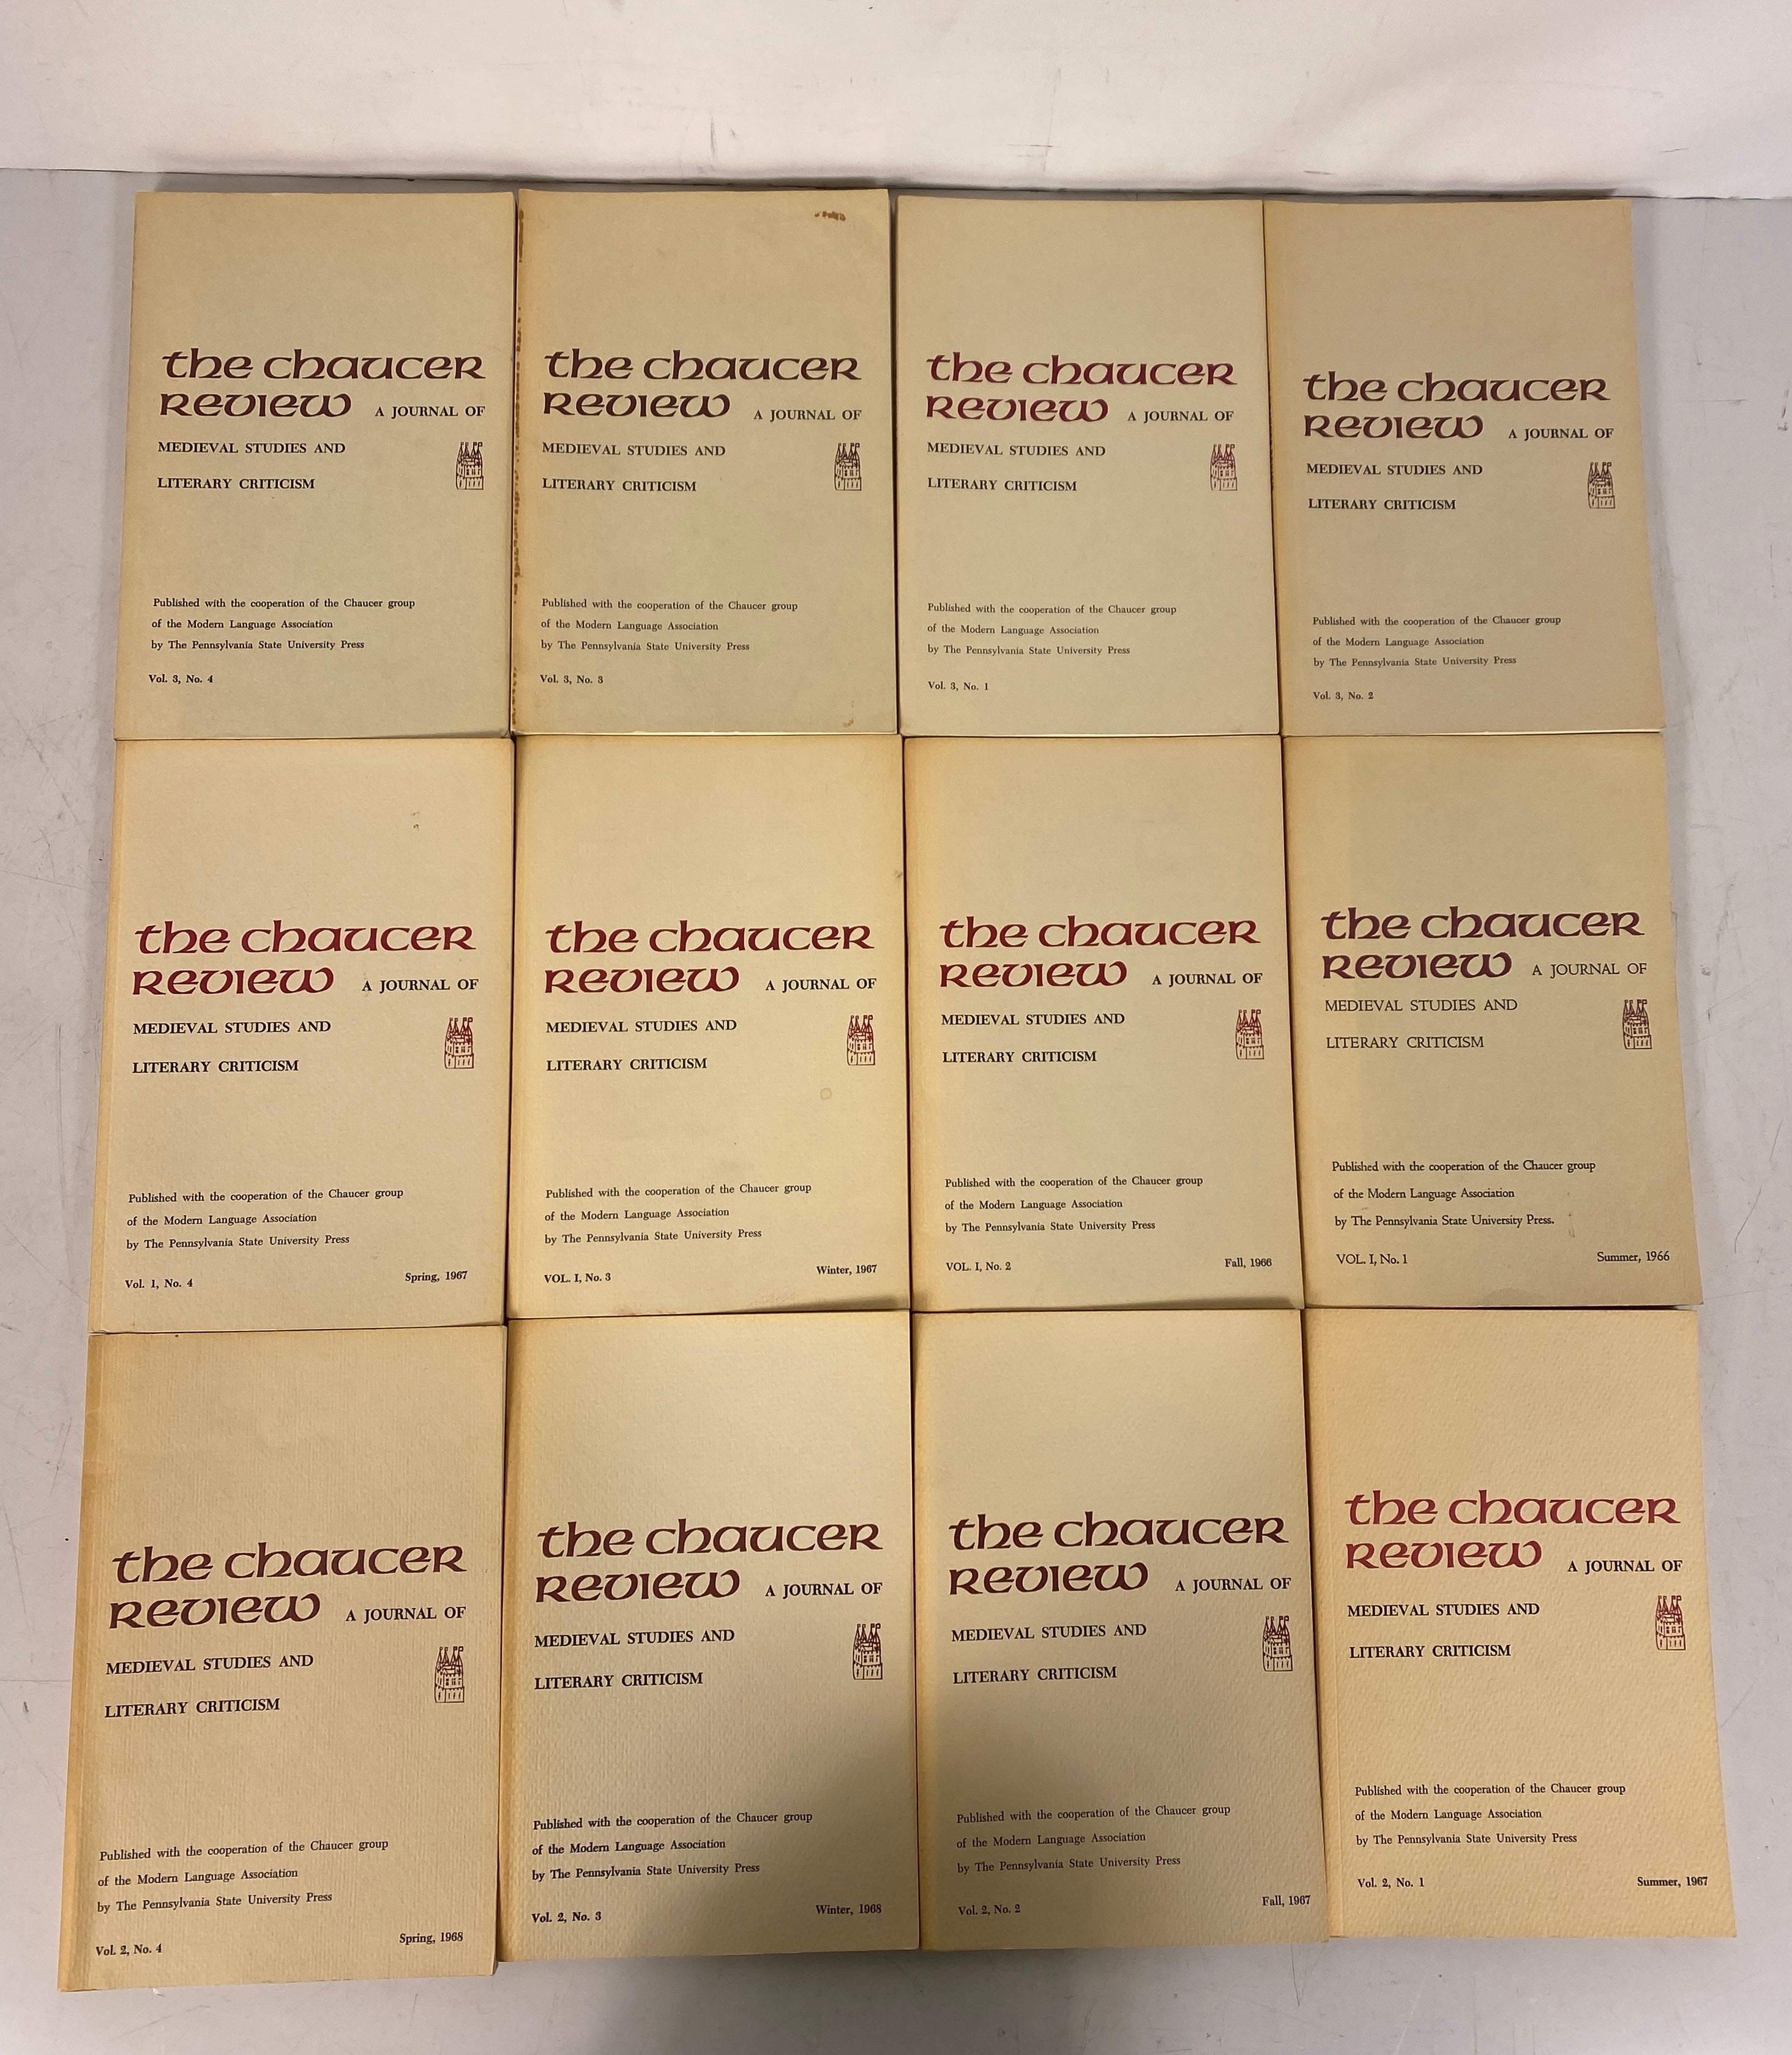 the chaucer
review A JOURNAL OF
MEDIEVAL STUDIES AND
LITERARY CRITICISM
Published with the cooperation of the Chaucer group
of the Modern Language Association
by The Pennsylvania State University Press
Vol. 3, No. 4
the chaucer
review A JOURNAL OF
MEDIEVAL STUDIES AND
LITERARY CRITICISM
Published with the cooperation of the Chaucer group
of the Modern Language Association
by The Pennsylvania State University Press
Vol. 3, No. 3
the chaucer
review A JOURNAL OF
MEDIEVAL STUDIES AND
LITERARY CRITICISM
Published with the cooperation of the Chaucer group
of the Modern Language Association
by The Pennsylvania State University Press
Vol. 3, No. 1
the chaucer
review A JOURNAL OF
MEDIEVAL STUDIES AND
LITERARY CRITICISM
Published with the cooperation of the Chaucer group
of the Modern Language Association
by The Pennsylvania State University Press
Vol. 3, No. 2
the chaucer
review A JOURNAL OF
MEDIEVAL STUDIES AND
LITERARY CRITICISM
Published with the cooperation of the Chaucer group
of the Modern Language Association
by The Pennsylvania State University Press
Vol. 1, No. 4 Spring, 1967
the chaucer
review A JOURNAL OF
MEDIEVAL STUDIES AND
LITERARY CRITICISM
Published with the cooperation of the Chaucer group
of the Modern Language Association
by The Pennsylvania State University Press
VOL. I, No. 3 Winter, 1967
the chaucer
review A JOURNAL OF
MEDIEVAL STUDIES AND
LITERARY CRITICISM
Published with the cooperation of the Chaucer group
of the Modern Language Association
by The Pennsylvania State University Press
VOL. I, No. 2 Fall, 1966
the chaucer
review A JOURNAL OF
MEDIEVAL STUDIES AND
LITERARY CRITICISM
Published with the cooperation of the Chaucer group
of the Modern Language Association
by The Pennsylvania State University Press.
VOL. I, No. 1 Summer, 1966
the chaucer
review A JOURNAL OF
MEDIEVAL STUDIES AND
LITERARY CRITICISM
Published with the cooperation of the Chaucer group
of the Modern Language Association
by The Pennsylvania State University Press
Vol. 2, No. 4 Spring, 1968
the chaucer
review A JOURNAL OF
MEDIEVAL STUDIES AND
LITERARY CRITICISM
Published with the cooperation of the Chaucer group
of the Modern Language Association
by The Pennsylvania State University Press
Vol. 2, No. 3 Winter, 1968
the chaucer
review A JOURNAL OF
MEDIEVAL STUDIES AND
LITERARY CRITICISM
Published with the cooperation of the Chaucer group
of the Modern Language Association
by The Pennsylvania State University Press
Vol. 2, No. 2 Fall, 1967
the chaucer
review A JOURNAL OF
MEDIEVAL STUDIES AND
LITERARY CRITICISM
Published with the cooperation of the Chaucer group
of the Modern Language Association
by The Pennsylvania State University Press
Vol. 2, No. 1 Summer, 1967